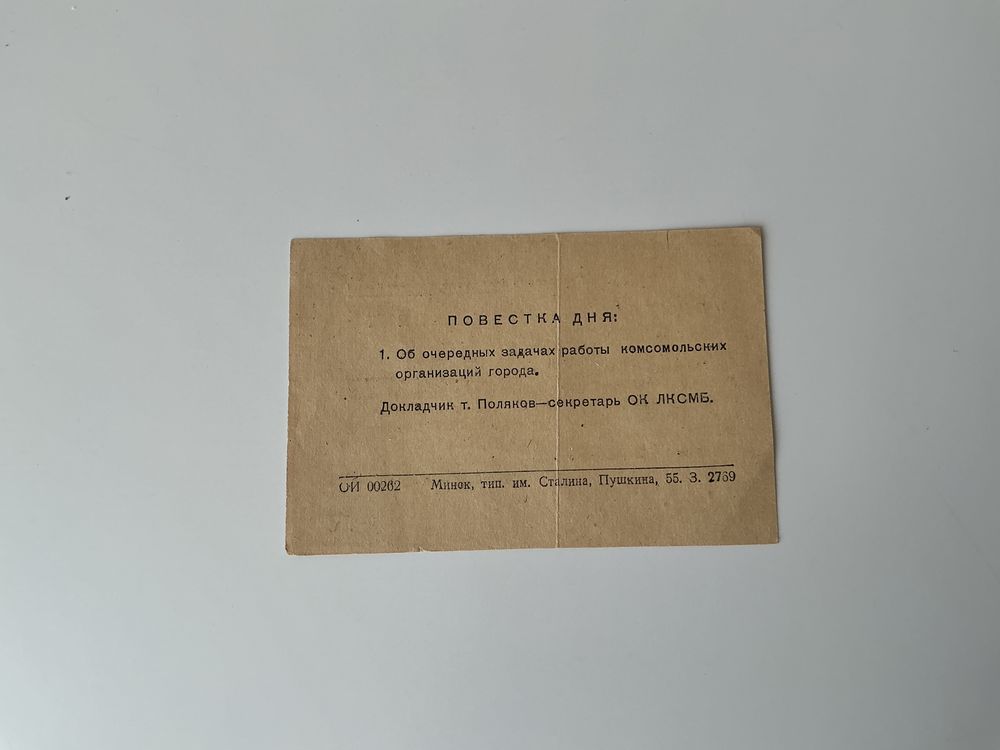 ПОВЕСТКА ДНЯ:
1. Об очередных задачах работы комсомольских
организаций города.
Докладчик т. Поляков—секретарь ОК ЛКСМБ.
ОИ 00262 Минск, тип. им. Сталина, Пушкина, 55. З. 2769